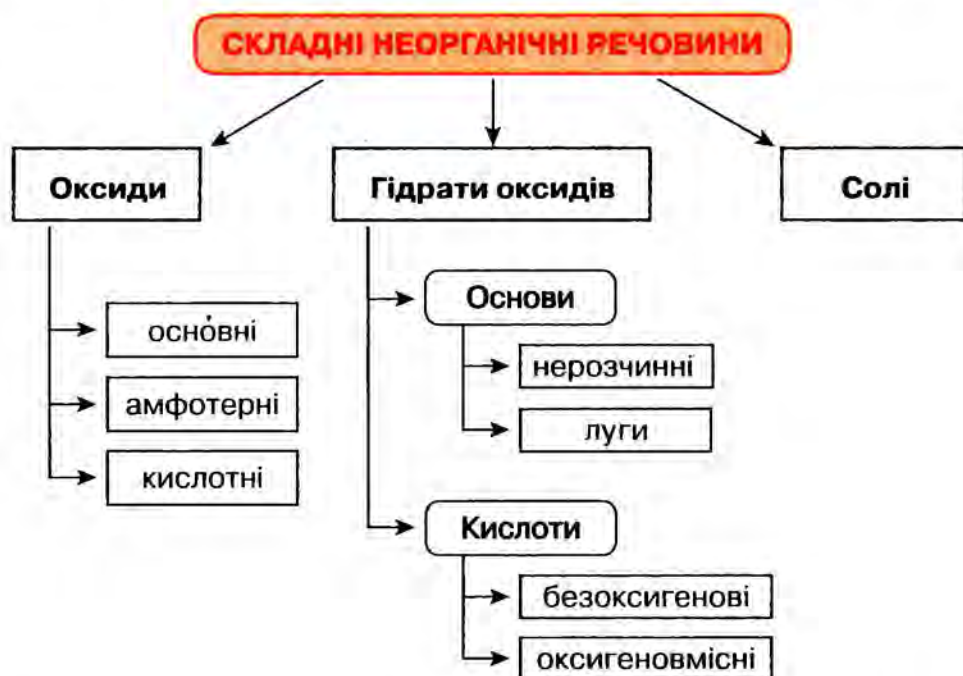 СКЛАДНІ НЕОРГАНІЧНІ РЕЧОВИНИ
Оксиди
осно́вні
амфотерні
кислотні
Гідрати оксидів
Основи
нерозчинні
луги
Кислоти
безоксигенові
оксигеновмісні
Солі